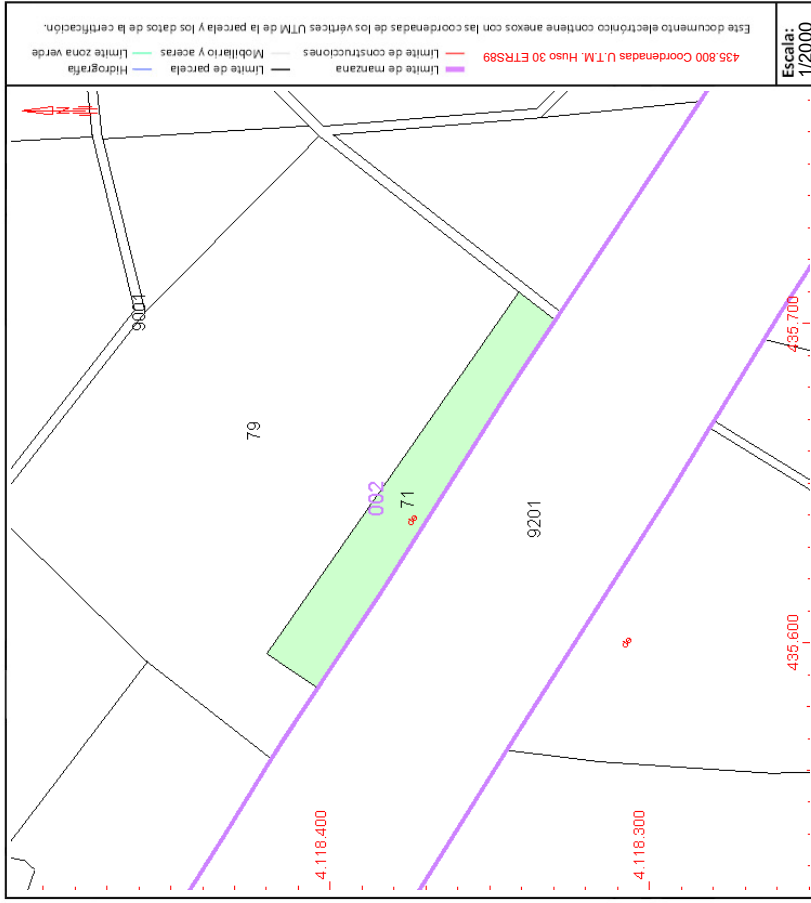 Este documento electrónico contiene anexos con las coordenadas de los vértices UTM de la parcela y los datos de la certificación.
435.800 Coordenadas U.T.M. Huso 30 ETRS89
Límite de manzana
Límite de construcciones
Límite de parcela
Mobiliario y aceras
Hidrografía
Límite zona verde
Escala:
1/2000
N
9001
79
002
71
de
9201
de
435.700
435.600
4.118.400
4.118.300